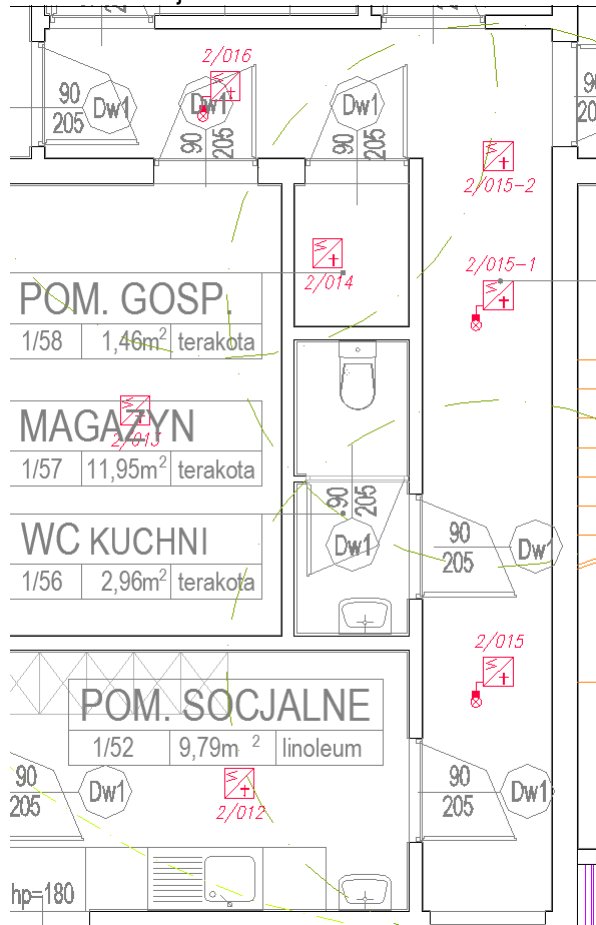 2/016
90
205
Dw1
90
205
Dw1
90
205
Dw1
90
20
2/015-2
2/015-1
2/014
POM. GOSP.
1/58 1,46m² terakota
MAGAZYN
1/57 11,95m² terakota
WC KUCHNI
1/56 2,96m² terakota
90
205
Dw1
90
205
Dw1
2/015
POM. SOCJALNE
1/52 9,79m ² linoleum
90
205
Dw1
2/012
90
205
Dw1
hp=180